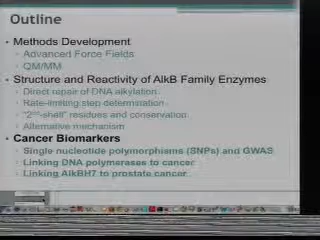 Outline
• Methods Development
◦ Advanced Force Fields
◦ QM/MM
• Structure and Reactivity of AlkB Family Enzymes
◦ Direct repair of DNA alkylation
◦ Rate-limiting step determination
◦ "2nd-shell" residues and conservation
◦ Alternative mechanism
• Cancer Biomarkers
◦ Single nucleotide polymorphisms (SNPs) and GWAS
◦ Linking DNA polymerases to cancer
◦ Linking AlkBH7 to prostate cancer